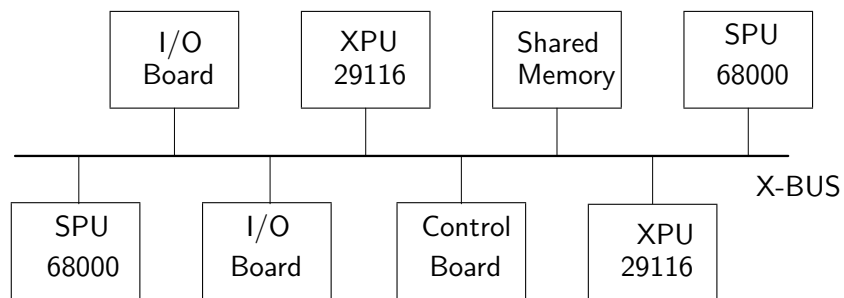 I/O
Board
XPU
29116
Shared
Memory
SPU
68000
X-BUS
SPU
68000
I/O
Board
Control
Board
XPU
29116